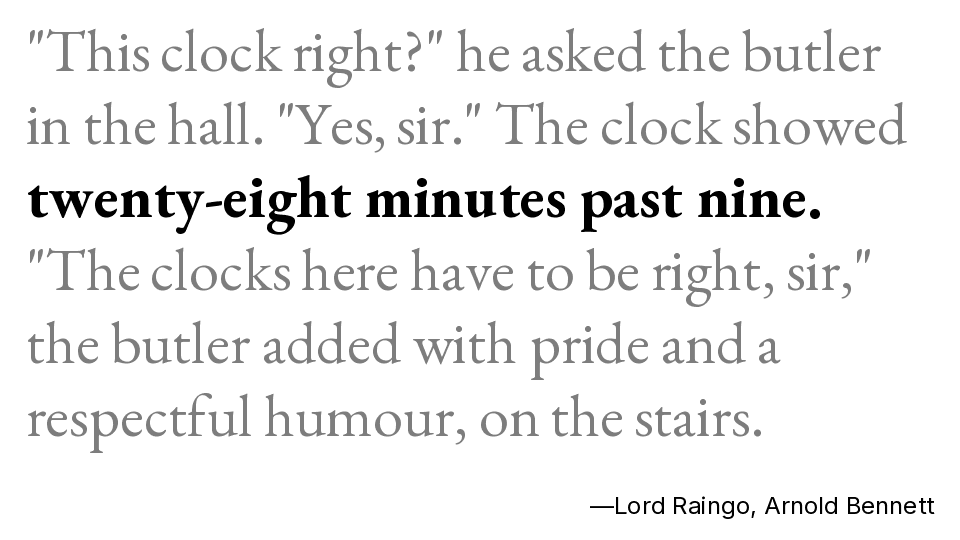 "This clock right?" he asked the butler
in the hall. "Yes, sir." The clock showed
twenty-eight minutes past nine.
"The clocks here have to be right, sir,"
the butler added with pride and a
respectful humour, on the stairs.
—Lord Raingo, Arnold Bennett